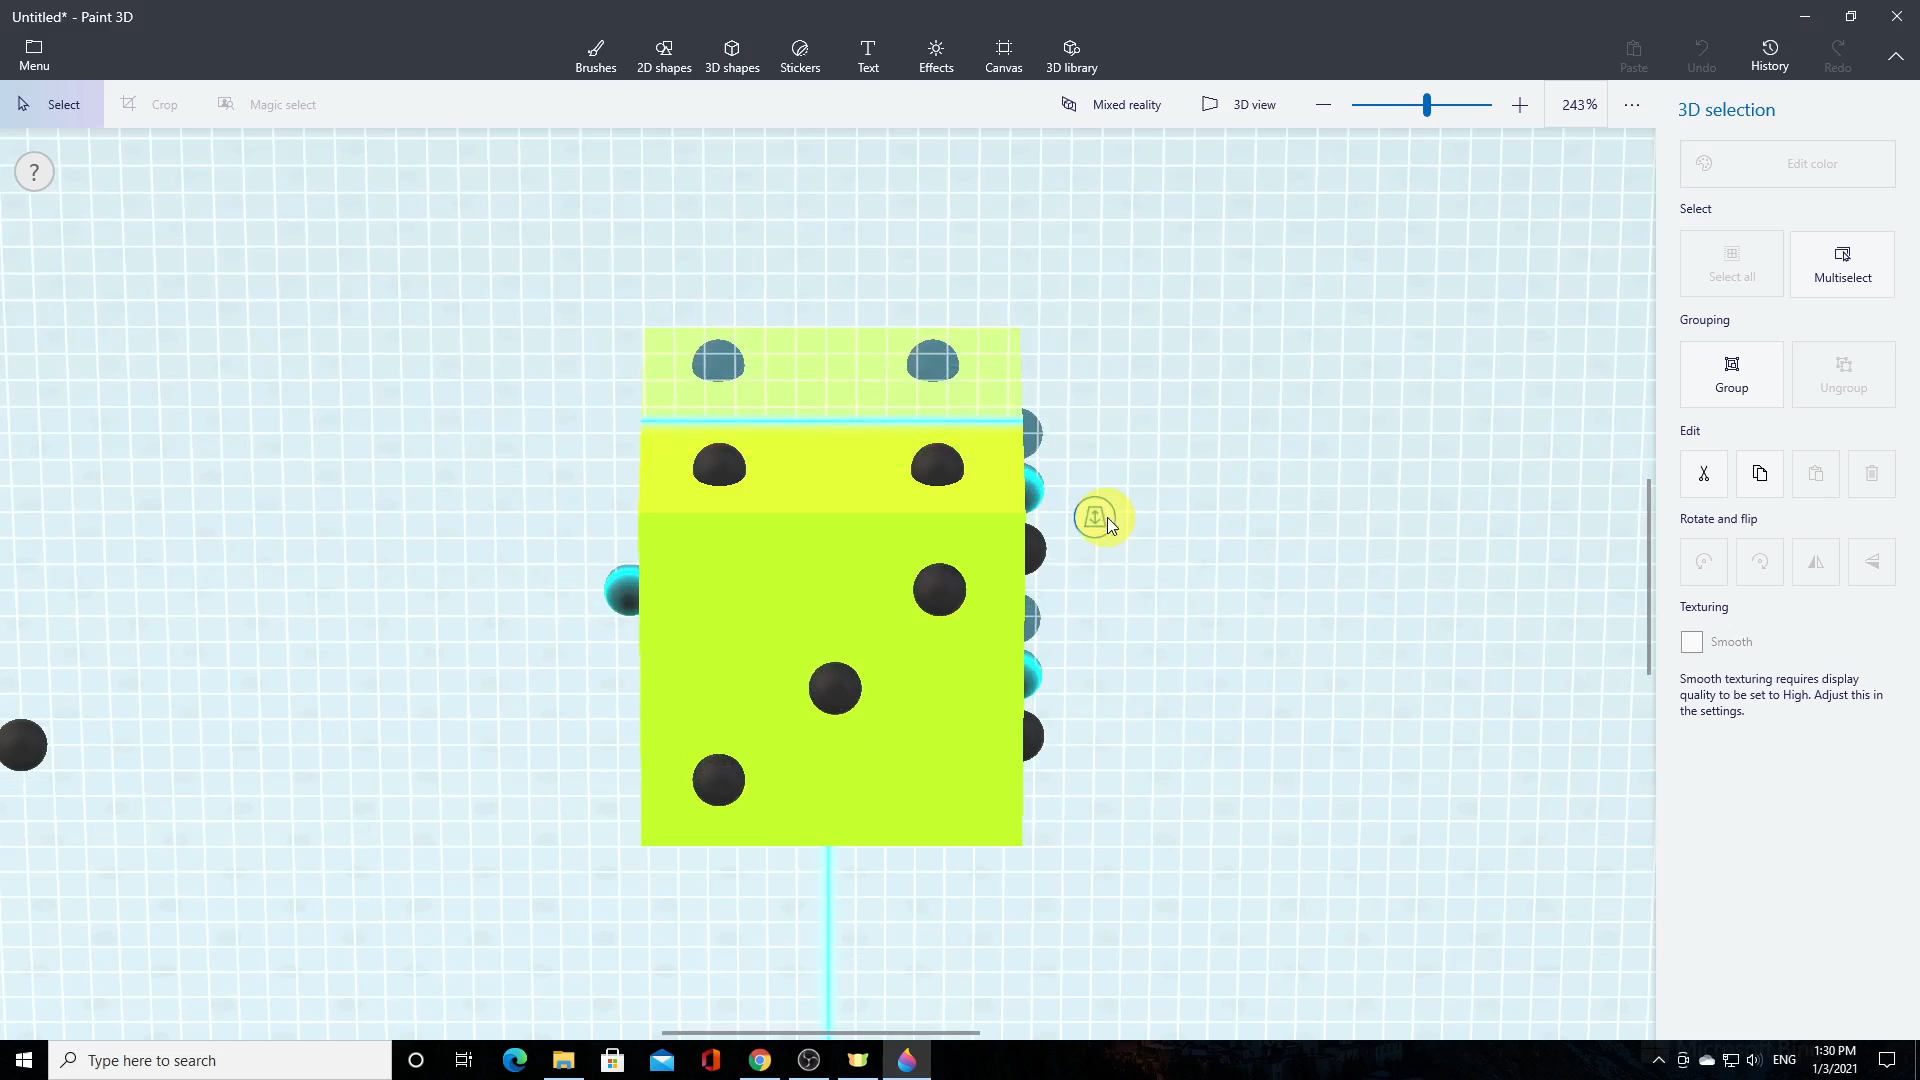 Untitled* - Paint 3D
Menu
Brushes
2D shapes
3D shapes
Stickers
Text
Effects
Canvas
3D library
Paste
Undo
History
Redo
Select
Crop
Magic select
Mixed reality
3D view
243%
?
3D selection
Edit color
Select
Select all
Multiselect
Grouping
Group
Ungroup
Edit
Rotate and flip
Texturing
Smooth
Smooth texturing requires display
quality to be set to High. Adjust this in
the settings.
Type here to search
ENG
1:30 PM
1/3/2021